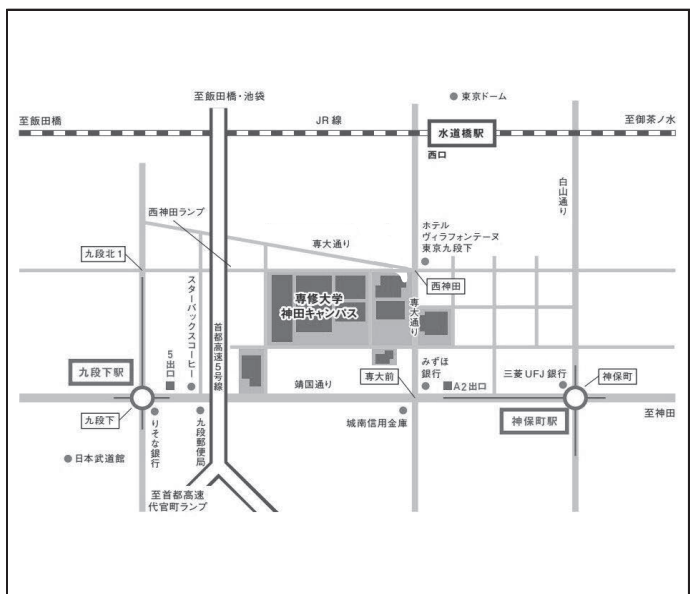 至飯田橋・池袋
東京ドーム
至飯田橋
JR線
水道橋駅
至御茶ノ水
西口
白山通り
西神田ランプ
専大通り
ホテル
ヴィラフォンテーヌ
東京九段下
九段北1
西神田
スターバックスコーヒー
首都高速5号線
専修大学
神田キャンパス
専大通り
九段下駅
5出口
靖国通り
専大前
みずほ
銀行
A2出口
三菱UFJ銀行
神保町
九段下
りそな銀行
九段郵便局
城南信用金庫
神保町駅
至神田
日本武道館
至首都高速
代官町ランプ